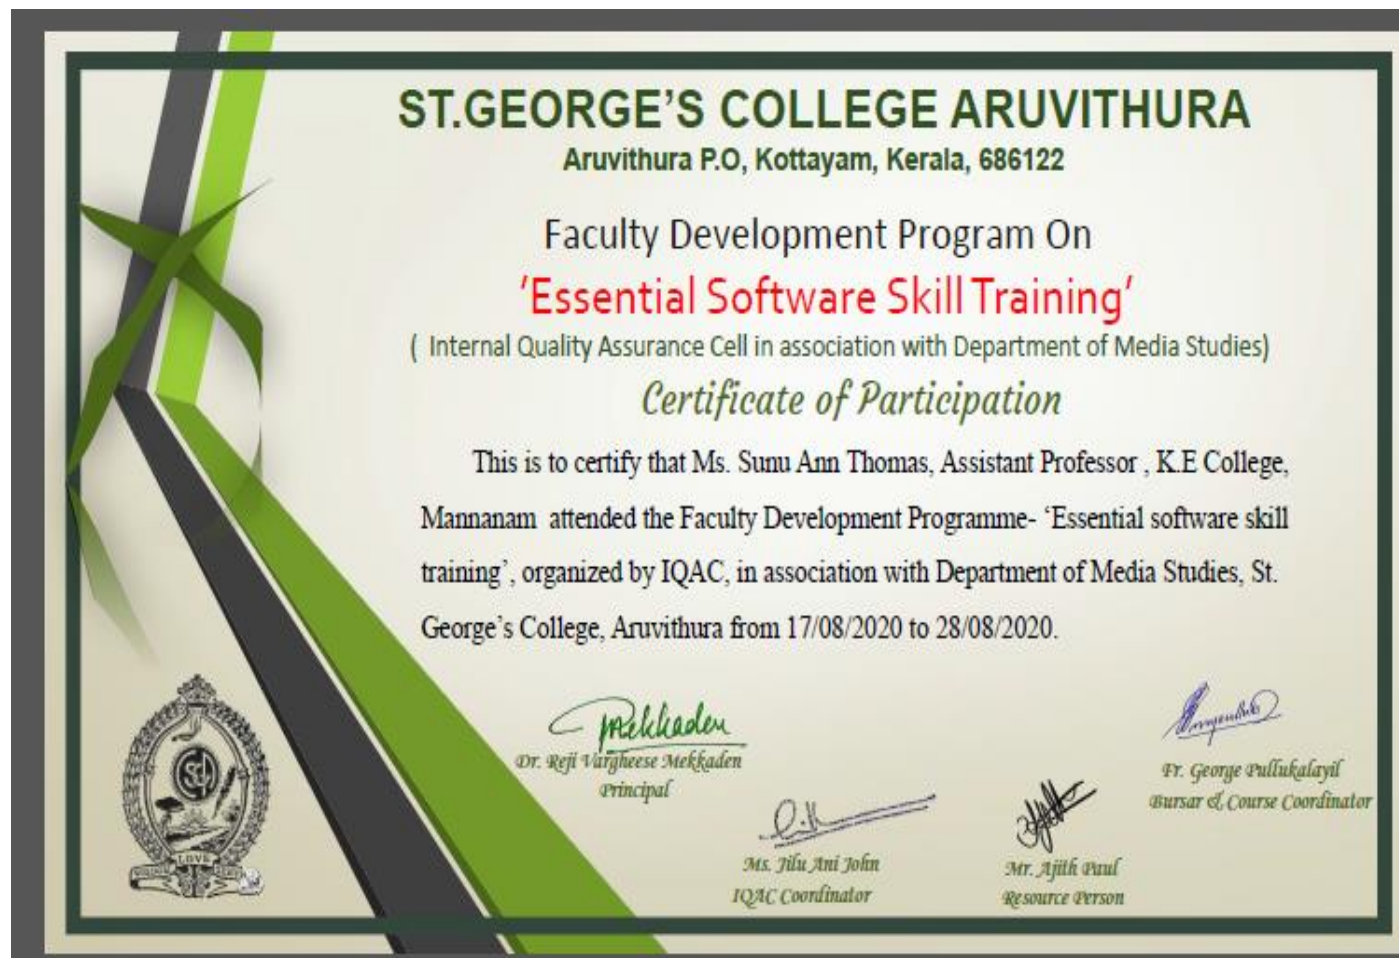 ST.GEORGE'S COLLEGE ARUVITHURA
Aruvithura P.O, Kottayam, Kerala, 686122
Faculty Development Program On
'Essential Software Skill Training'
( Internal Quality Assurance Cell in association with Department of Media Studies)
Certificate of Participation
This is to certify that Ms. Sunu Ann Thomas, Assistant Professor , K.E College,
Mannanam attended the Faculty Development Programme- ‘Essential software skill
training’, organized by IQAC, in association with Department of Media Studies, St.
George’s College, Aruvithura from 17/08/2020 to 28/08/2020.
Mekkaden
Dr. Reji Vargheese Mekkaden
Principal
Fr. George Pullukalayil
Bursar & Course Coordinator
Ms. Jilu Ani John
IQAC Coordinator
Mr. Ajith Paul
Resource Person
LOVE